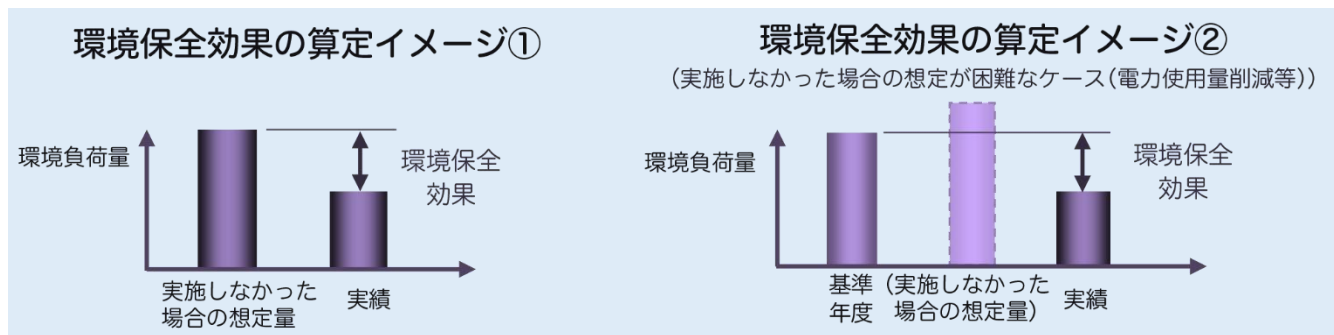 環境保全効果の算定イメージ①
環境負荷量
環境保全
効果
実施しなかった
場合の想定量
実績
環境保全効果の算定イメージ②
(実施しなかった場合の想定が困難なケース(電力使用量削減等))
環境負荷量
環境保全
効果
基準
年度
(実施しなかった
場合の想定量)
実績